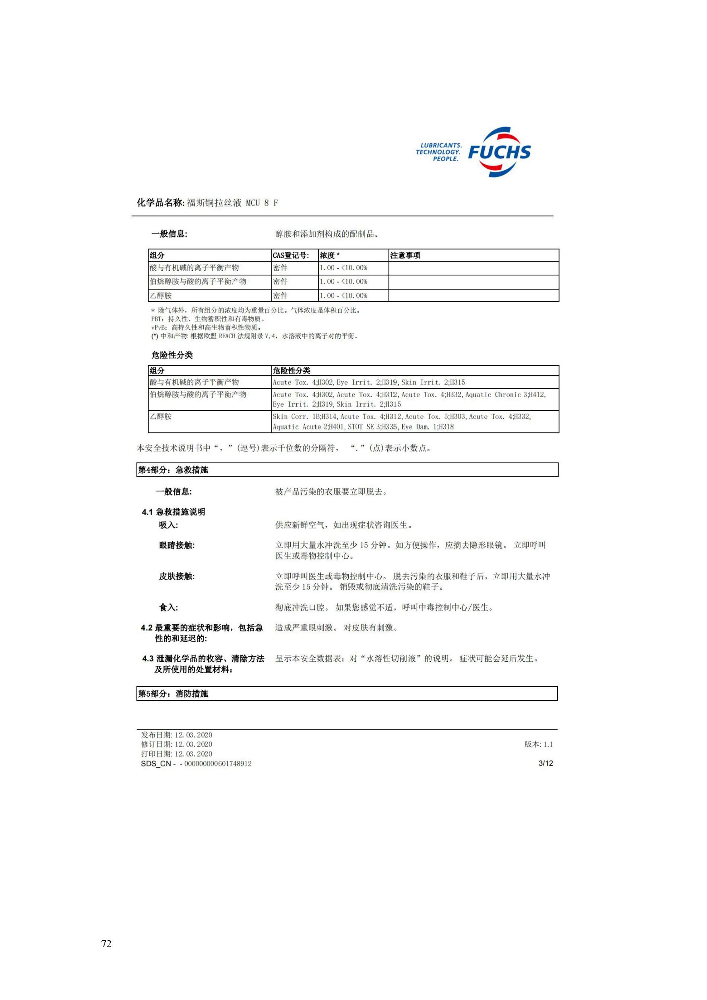 LUBRICANTS.
TECHNOLOGY.
PEOPLE.
FUCHS
化学品名称: 福斯铜拉丝液 MCU 8 F
一般信息: 醇胺和添加剂构成的配制品。
组分 CAS登记号: 浓度 * 注意事项
酸与有机碱的离子平衡产物 密件 1.00 - <10.00%
伯烷醇胺与酸的离子平衡产物 密件 1.00 - <10.00%
乙醇胺 密件 1.00 - <10.00%
* 除气体外，所有组分的浓度均为重量百分比。气体浓度是体积百分比。
PBT：持久性、生物蓄积性和有毒物质。
vPvB：高持久性和高生物蓄积性物质。
(*) 中和产物: 根据欧盟 REACH 法规附录 V,4，水溶液中的离子对的平衡。
危险性分类
组分 危险性分类
酸与有机碱的离子平衡产物 Acute Tox. 4;H302, Eye Irrit. 2;H319, Skin Irrit. 2;H315
伯烷醇胺与酸的离子平衡产物 Acute Tox. 4;H302, Acute Tox. 4;H312, Acute Tox. 4;H332, Aquatic Chronic 3;H412,
Eye Irrit. 2;H319, Skin Irrit. 2;H315
乙醇胺 Skin Corr. 1B;H314, Acute Tox. 4;H312, Acute Tox. 5;H303, Acute Tox. 4;H332,
Aquatic Acute 2;H401, STOT SE 3;H335, Eye Dam. 1;H318
本安全技术说明书中“，”(逗号)表示千位数的分隔符， “.”(点)表示小数点。
第4部分：急救措施
一般信息: 被产品污染的衣服要立即脱去。
4.1 急救措施说明
吸入: 供应新鲜空气，如出现症状咨询医生。
眼睛接触: 立即用大量水冲洗至少 15 分钟。如方便操作，应摘去隐形眼镜。 立即呼叫
医生或毒物控制中心。
皮肤接触: 立即呼叫医生或毒物控制中心。 脱去污染的衣服和鞋子后，立即用大量水冲
洗至少 15 分钟。 销毁或彻底清洗污染的鞋子。
食入: 彻底冲洗口腔。 如果您感觉不适，呼叫中毒控制中心/医生。
4.2 最重要的症状和影响，包括急 造成严重眼刺激。 对皮肤有刺激。
性的和延迟的:
4.3 泄漏化学品的收容、清除方法 呈示本安全数据表；对“水溶性切削液”的说明。 症状可能会延后发生。
及所使用的处置材料：
第5部分：消防措施
发布日期: 12.03.2020
修订日期: 12.03.2020 版本: 1.1
打印日期: 12.03.2020
SDS_CN - - 000000000601748912 3/12
72